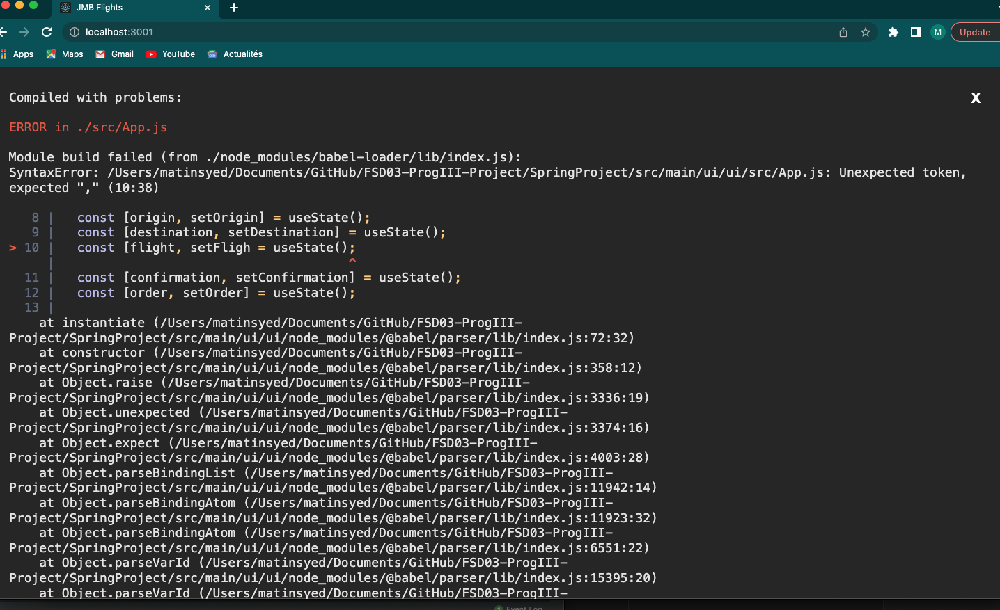 JMB Flights
localhost:3001
M
Update
Apps Maps Gmail YouTube Actualités
Compiled with problems:
X
ERROR in ./src/App.js
Module build failed (from ./node_modules/babel-loader/lib/index.js):
SyntaxError: /Users/matinsyed/Documents/GitHub/FSD03-ProgIII-Project/SpringProject/src/main/ui/ui/src/App.js: Unexpected token,
expected "," (10:38)
8 | const [origin, setOrigin] = useState();
9 | const [destination, setDestination] = useState();
> 10 | const [flight, setFligh = useState();
| ^
11 | const [confirmation, setConfirmation] = useState();
12 | const [order, setOrder] = useState();
13 |
at instantiate (/Users/matinsyed/Documents/GitHub/FSD03-ProgIII-
Project/SpringProject/src/main/ui/ui/node_modules/@babel/parser/lib/index.js:72:32)
at constructor (/Users/matinsyed/Documents/GitHub/FSD03-ProgIII-
Project/SpringProject/src/main/ui/ui/node_modules/@babel/parser/lib/index.js:358:12)
at Object.raise (/Users/matinsyed/Documents/GitHub/FSD03-ProgIII-
Project/SpringProject/src/main/ui/ui/node_modules/@babel/parser/lib/index.js:3336:19)
at Object.unexpected (/Users/matinsyed/Documents/GitHub/FSD03-ProgIII-
Project/SpringProject/src/main/ui/ui/node_modules/@babel/parser/lib/index.js:3374:16)
at Object.expect (/Users/matinsyed/Documents/GitHub/FSD03-ProgIII-
Project/SpringProject/src/main/ui/ui/node_modules/@babel/parser/lib/index.js:4003:28)
at Object.parseBindingList (/Users/matinsyed/Documents/GitHub/FSD03-ProgIII-
Project/SpringProject/src/main/ui/ui/node_modules/@babel/parser/lib/index.js:11942:14)
at Object.parseBindingAtom (/Users/matinsyed/Documents/GitHub/FSD03-ProgIII-
Project/SpringProject/src/main/ui/ui/node_modules/@babel/parser/lib/index.js:11923:32)
at Object.parseBindingAtom (/Users/matinsyed/Documents/GitHub/FSD03-ProgIII-
Project/SpringProject/src/main/ui/ui/node_modules/@babel/parser/lib/index.js:6551:22)
at Object.parseVarId (/Users/matinsyed/Documents/GitHub/FSD03-ProgIII-
Project/SpringProject/src/main/ui/ui/node_modules/@babel/parser/lib/index.js:15395:20)
at Object.parseVarId (/Users/matinsyed/Documents/GitHub/FSD03-ProgIII-
1 Event Log